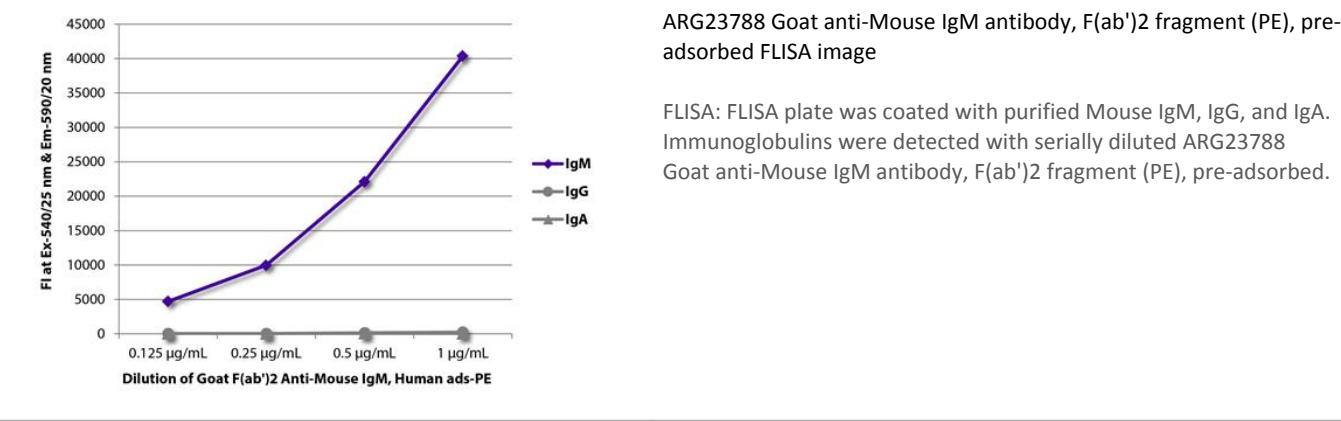 45000
40000
35000
30000
25000
20000
15000
10000
5000
0
FI at Ex-540/25 nm & Em-590/20 nm
0.125 µg/mL 0.25 µg/mL 0.5 µg/mL 1 µg/mL
Dilution of Goat F(ab')2 Anti-Mouse IgM, Human ads-PE
IgM
IgG
IgA
ARG23788 Goat anti-Mouse IgM antibody, F(ab')2 fragment (PE), pre-
adsorbed FLISA image
FLISA: FLISA plate was coated with purified Mouse IgM, IgG, and IgA.
Immunoglobulins were detected with serially diluted ARG23788
Goat anti-Mouse IgM antibody, F(ab')2 fragment (PE), pre-adsorbed.